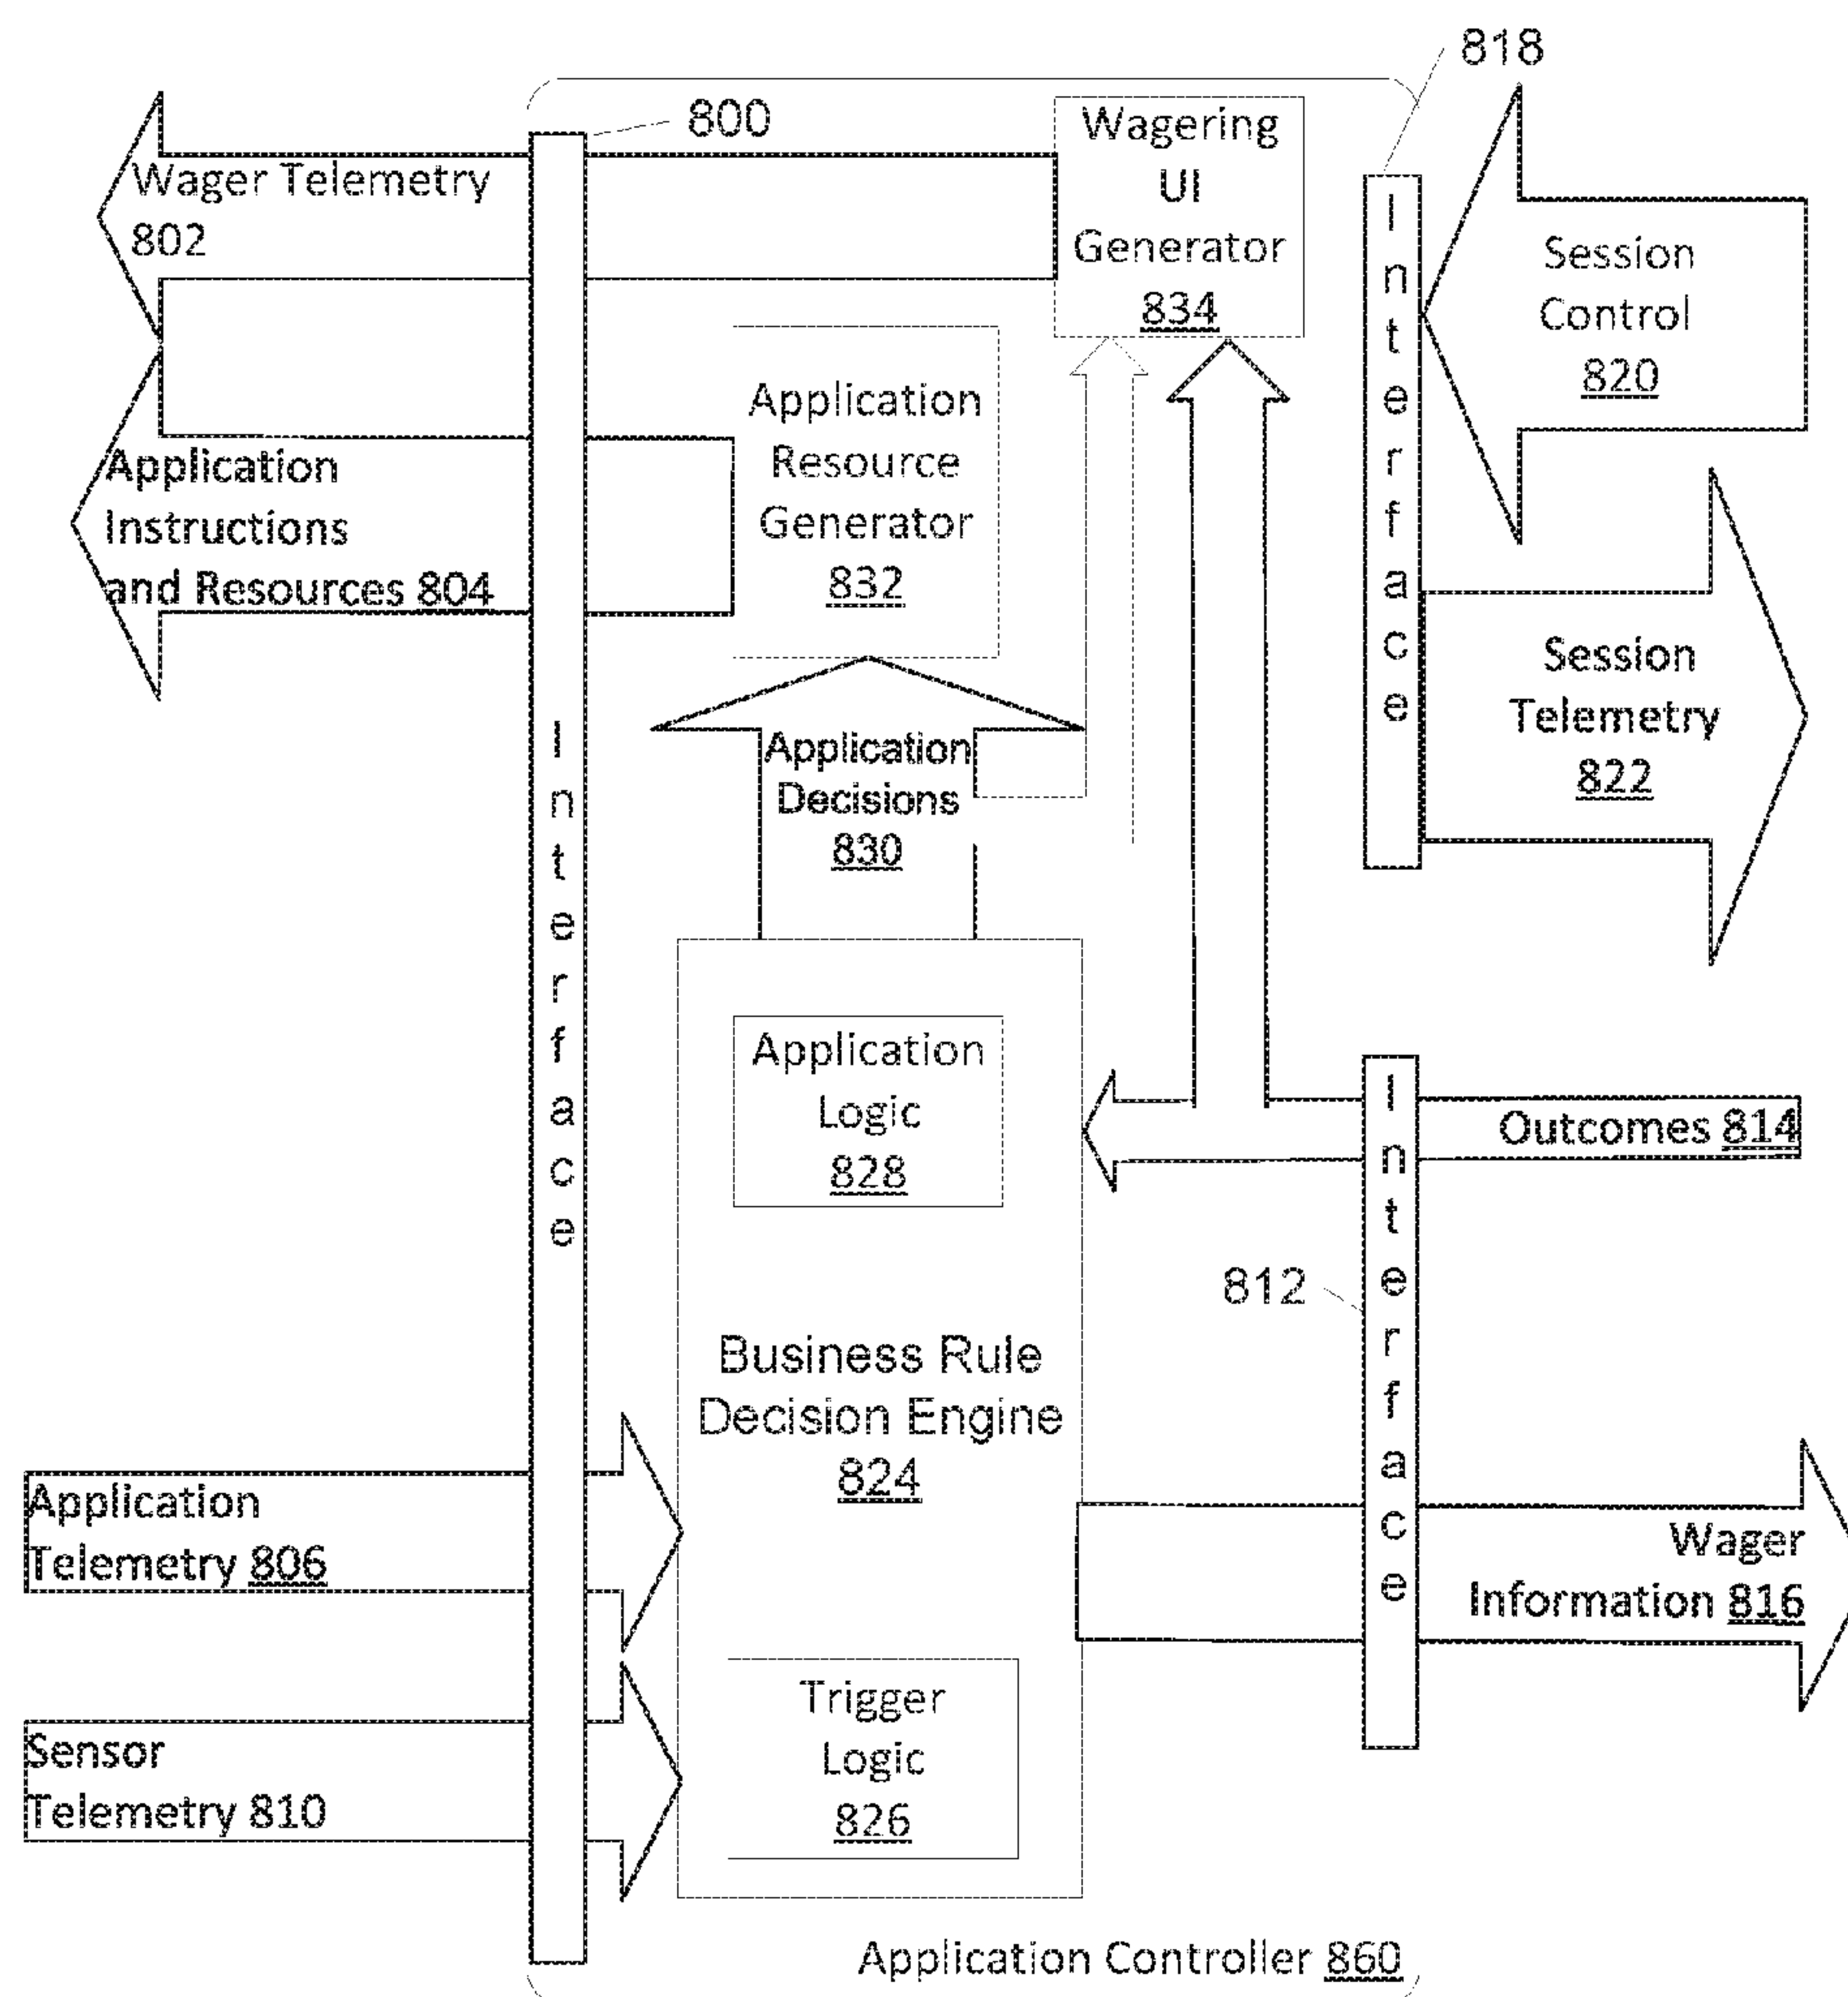 818
800
Wagering
UI
Generator
834
Wager Telemetry
802
Interface
Session
Control
820
Application
Resource
Generator
832
Application
Instructions
and Resources 804
Session
Telemetry
822
Interface
Application
Decisions
830
Application
Logic
828
Interface
Outcomes 814
812
Business Rule
Decision Engine
824
Application
Telemetry 806
Wager
Information 816
Trigger
Logic
826
Sensor
Telemetry 810
Application Controller 860